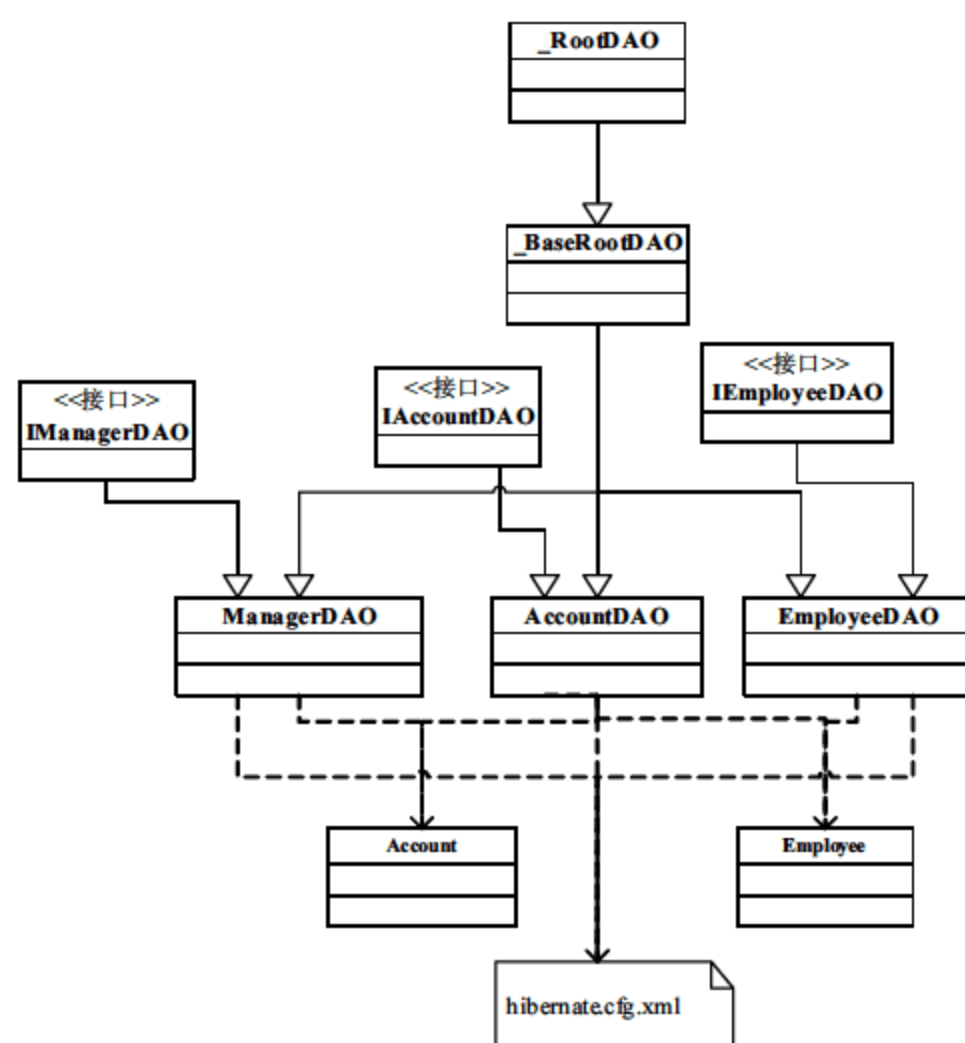 _RootDAO
_BaseRootDAO
<<接口>>
IManagerDAO
<<接口>>
IAccountDAO
<<接口>>
IEmployeeDAO
ManagerDAO
AccountDAO
EmployeeDAO
Account
Employee
hibernate.cfg.xml